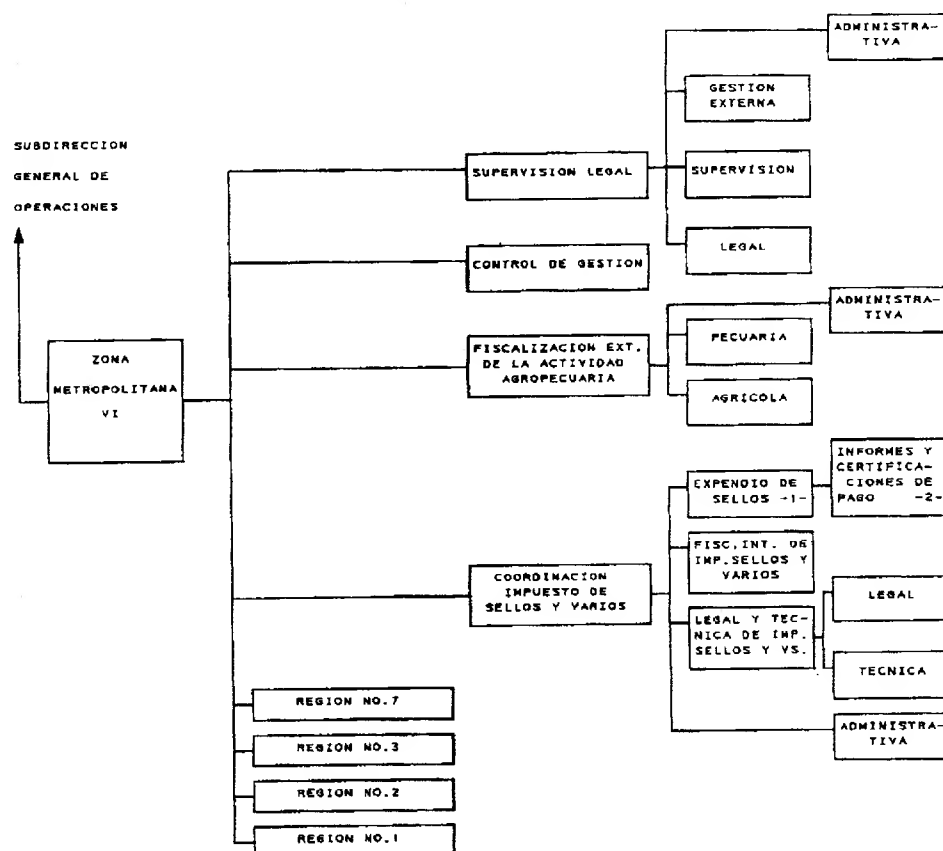 SUBDIRECCION
GENERAL DE
OPERACIONES
ZONA
METROPOLITANA
VI
SUPERVISION LEGAL
ADMINISTRA-
TIVA
GESTION
EXTERNA
SUPERVISION
LEGAL
CONTROL DE GESTION
FISCALIZACION EXT.
DE LA ACTIVIDAD
AGROPECUARIA
ADMINISTRA-
TIVA
PECUARIA
AGRICOLA
COORDINACION
IMPUESTO DE
SELLOS Y VARIOS
EXPENDIO DE
SELLOS -1-
INFORMES Y
CERTIFICA-
CIONES DE
PAGO -2-
FISC,INT. DE
IMP.SELLOS Y
VARIOS
LEGAL Y TEC-
NICA DE IMP.
SELLOS Y VS.
LEGAL
TECNICA
ADMINISTRA-
TIVA
REGION NO.7
REGION NO.3
REGION NO.2
REGION NO.1